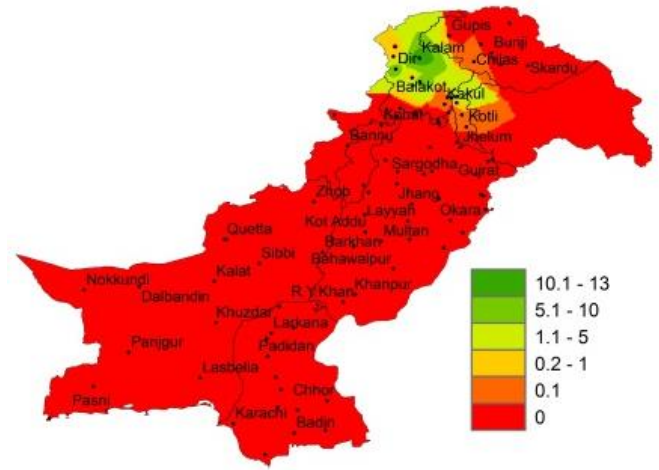 Gupis
Bunji
Kalam
Dir
Chilas
Skardu
Balakot
Kakul
Kotli
Jhelum
Bannu
Sargodha
Gujrat
Zhob
Jhang
Layyah
Okara
Kot Addu
Multan
Quetta
Barkhan
Sibbi
Bahawalpur
Kalat
Nokkundi
R.Y.Khan
Khanpur
Dalbandin
Khuzdar
Larkana
Panjgur
Padidan
Lasbella
Chhor
Pasni
Karachi
Badin
10.1 - 13
5.1 - 10
1.1 - 5
0.2 - 1
0.1
0